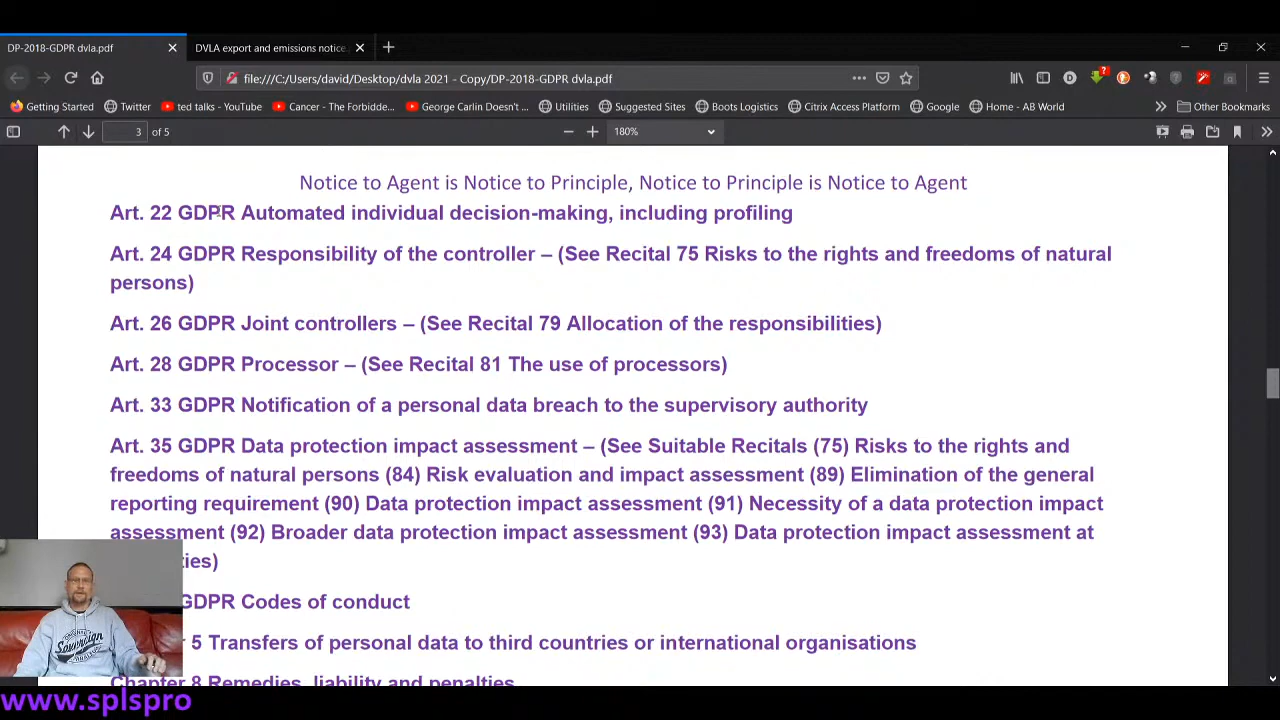 DP-2018-GDPR dvla.pdf
DVLA export and emissions notice.
file:///C:/Users/david/Desktop/dvla 2021 - Copy/DP-2018-GDPR dvla.pdf
Getting Started Twitter ted talks - YouTube Cancer - The Forbidde... George Carlin Doesn't ... Utilities Suggested Sites Boots Logistics Citrix Access Platform Google Home - AB World Other Bookmarks
3 of 5 180%
Notice to Agent is Notice to Principle, Notice to Principle is Notice to Agent
Art. 22 GDPR Automated individual decision-making, including profiling
Art. 24 GDPR Responsibility of the controller – (See Recital 75 Risks to the rights and freedoms of natural
persons)
Art. 26 GDPR Joint controllers – (See Recital 79 Allocation of the responsibilities)
Art. 28 GDPR Processor – (See Recital 81 The use of processors)
Art. 33 GDPR Notification of a personal data breach to the supervisory authority
Art. 35 GDPR Data protection impact assessment – (See Suitable Recitals (75) Risks to the rights and
freedoms of natural persons (84) Risk evaluation and impact assessment (89) Elimination of the general
reporting requirement (90) Data protection impact assessment (91) Necessity of a data protection impact
assessment (92) Broader data protection impact assessment (93) Data protection impact assessment at
ties)
GDPR Codes of conduct
5 Transfers of personal data to third countries or international organisations
Chapter 8 Remedies, liability and penalties
Sovereign
www.splspro